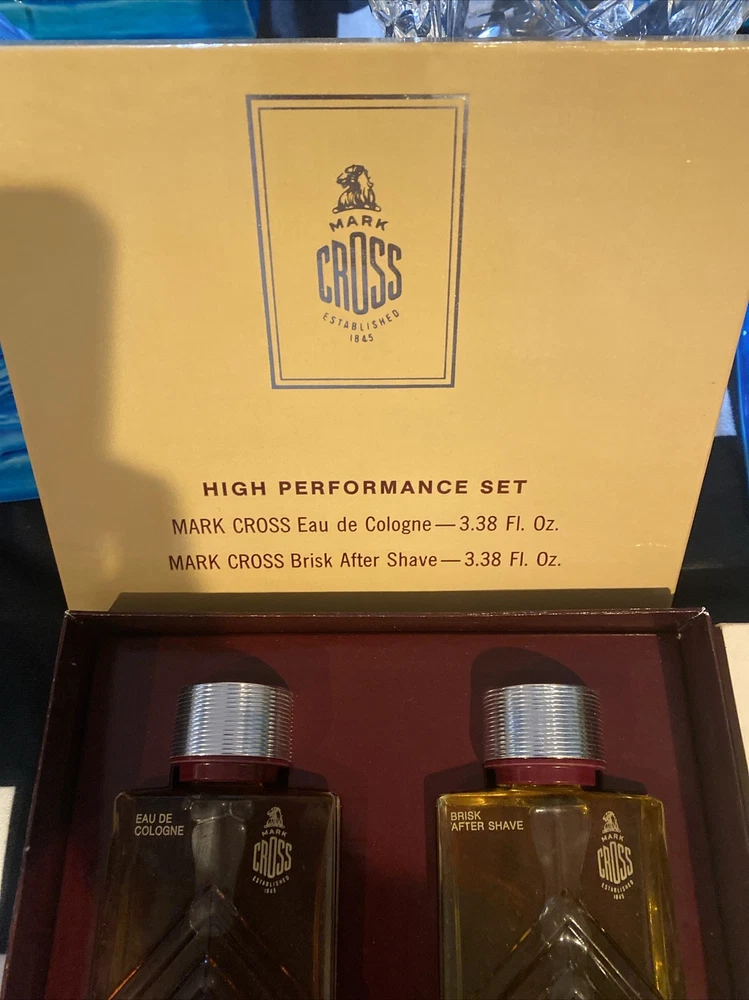 MARK
CROSS
ESTABLISHED
1845
HIGH PERFORMANCE SET
MARK CROSS Eau de Cologne—3.38 Fl. Oz.
MARK CROSS Brisk After Shave—3.38 Fl. Oz.
EAU DE
COLOGNE
MARK
CROSS
ESTABLISHED
1845
BRISK
AFTER SHAVE
MARK
CROSS
ESTABLISHED
1845